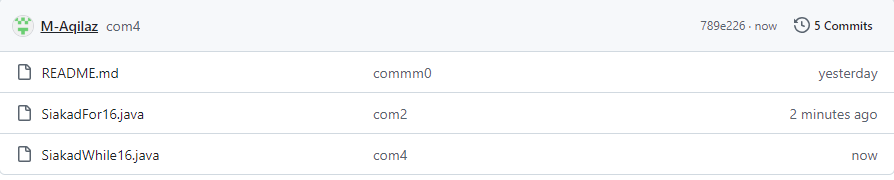 M-Aqilaz com4 789e226 · now 5 Commits
README.md commm0 yesterday
SiakadFor16.java com2 2 minutes ago
SiakadWhile16.java com4 now